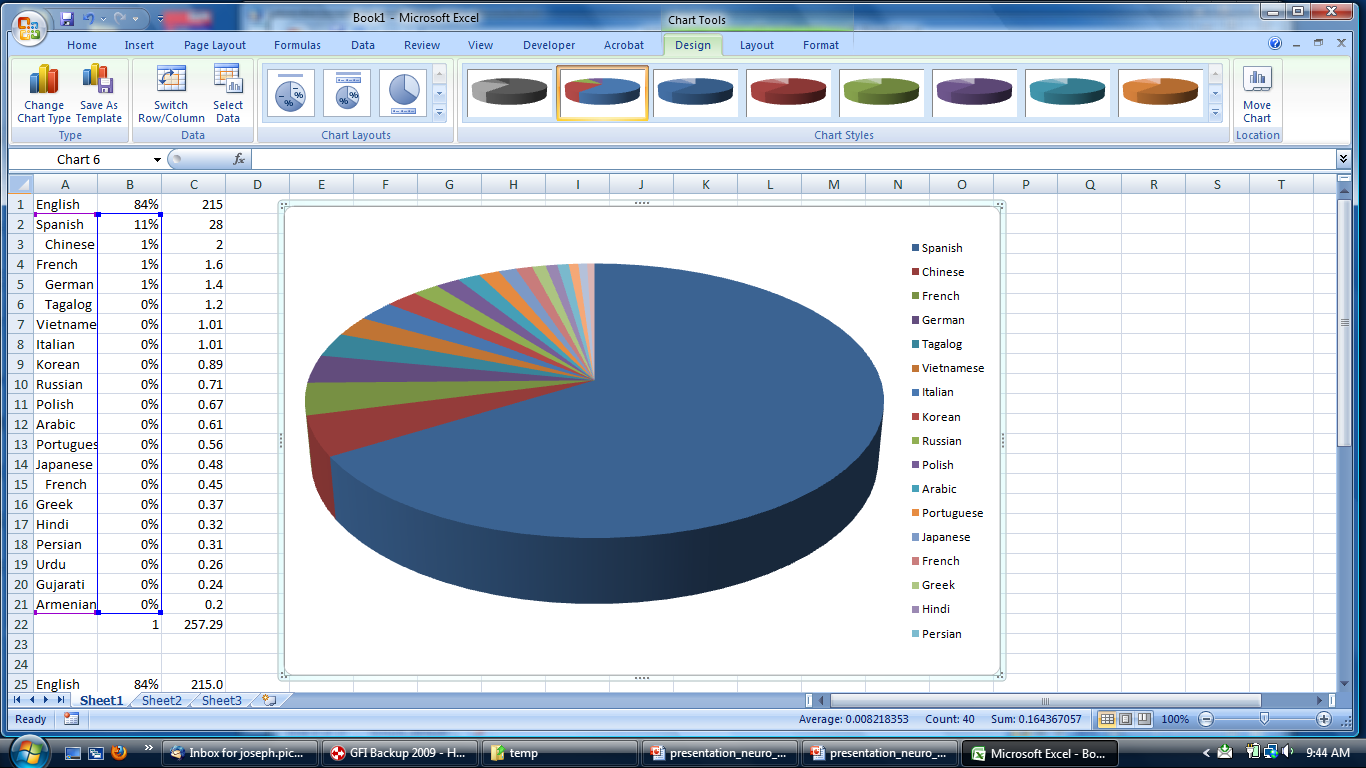 Book1 - Microsoft Excel
Chart Tools
Home Insert Page Layout Formulas Data Review View Developer Acrobat Design Layout Format
Change Chart Type
Save As Template
Switch Row/Column
Select Data
Move Chart
Type Data Chart Layouts Chart Styles Location
Chart 6 fx
A B C D E F G H I J K L M N O P Q R S T
1 English 84% 215
2 Spanish 11% 28
3 Chinese 1% 2
4 French 1% 1.6
5 German 1% 1.4
6 Tagalog 0% 1.2
7 Vietname 0% 1.01
8 Italian 0% 1.01
9 Korean 0% 0.89
10 Russian 0% 0.71
11 Polish 0% 0.67
12 Arabic 0% 0.61
13 Portugues 0% 0.56
14 Japanese 0% 0.48
15 French 0% 0.45
16 Greek 0% 0.37
17 Hindi 0% 0.32
18 Persian 0% 0.31
19 Urdu 0% 0.26
20 Gujarati 0% 0.24
21 Armenian 0% 0.2
22 1 257.29
23
24
25 English 84% 215.0
Spanish
Chinese
French
German
Tagalog
Vietnamese
Italian
Korean
Russian
Polish
Arabic
Portuguese
Japanese
French
Greek
Hindi
Persian
Sheet1 Sheet2 Sheet3
Ready Average: 0.008218353 Count: 40 Sum: 0.164367057 100%
Inbox for joseph.pic... GFI Backup 2009 - H... temp presentation_neuro_... presentation_neuro_... Microsoft Excel - Bo... 9:44 AM